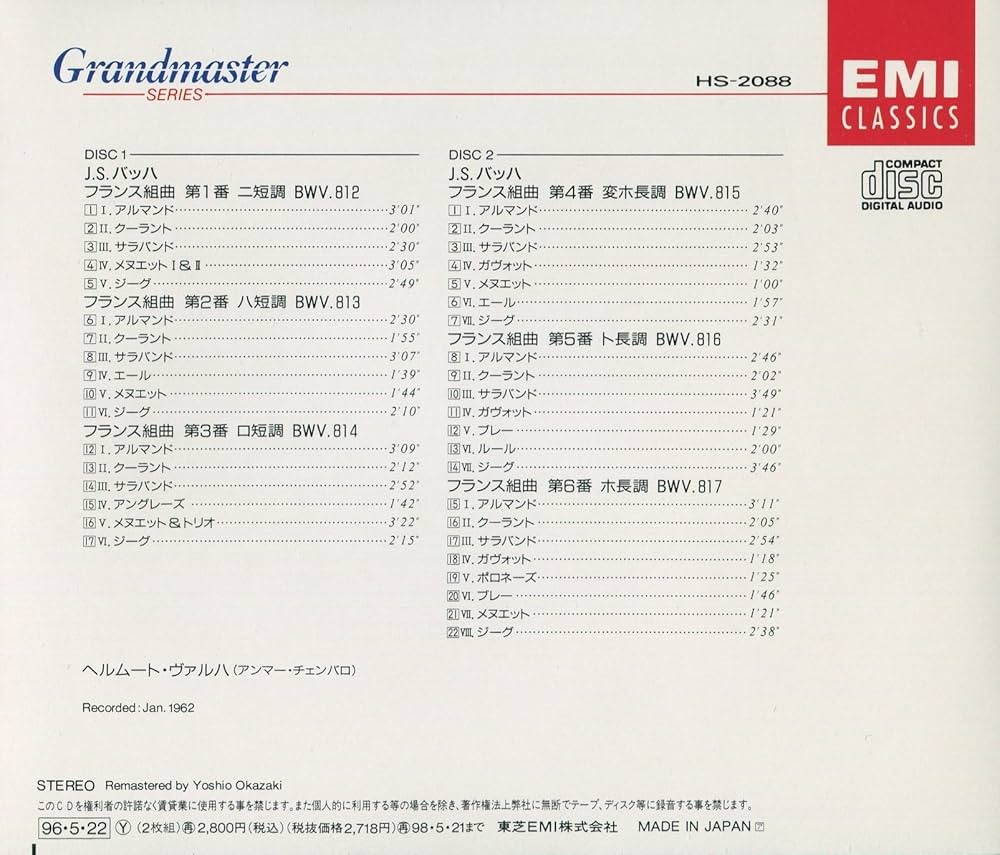 Grandmaster
SERIES
HS-2088
EMI
CLASSICS
COMPACT
disc
DIGITAL AUDIO
DISC 1
J.S.バッハ
フランス組曲 第1番 ニ短調 BWV.812
1 I. アルマンド 3'01"
2 II. クーラント 2'00"
3 III. サラバンド 2'30"
4 IV. メヌエット I & II 3'05"
5 V. ジーグ 2'49"
フランス組曲 第2番 ハ短調 BWV.813
6 I. アルマンド 2'30"
7 II. クーラント 1'55"
8 III. サラバンド 3'07"
9 IV. エール 1'39"
10 V. メヌエット 1'44"
11 VI. ジーグ 2'10"
フランス組曲 第3番 ロ短調 BWV.814
12 I. アルマンド 3'09"
13 II. クーラント 2'12"
14 III. サラバンド 2'52"
15 IV. アングレーズ 1'42"
16 V. メヌエット&トリオ 3'22"
17 VI. ジーグ 2'15"
DISC 2
J.S.バッハ
フランス組曲 第4番 変ホ長調 BWV.815
1 I. アルマンド 2'40"
2 II. クーラント 2'03"
3 III. サラバンド 2'53"
4 IV. ガヴォット 1'32"
5 V. メヌエット 1'00"
6 VI. エール 1'57"
7 VII. ジーグ 2'31"
フランス組曲 第5番 ト長調 BWV.816
8 I. アルマンド 2'46"
9 II. クーラント 2'02"
10 III. サラバンド 3'49"
11 IV. ガヴォット 1'21"
12 V. ブレー 1'29"
13 VI. ルール 2'00"
14 VII. ジーグ 3'46"
フランス組曲 第6番 ホ長調 BWV.817
15 I. アルマンド 3'11"
16 II. クーラント 2'05"
17 III. サラバンド 2'54"
18 IV. ガヴォット 1'18"
19 V. ポロネーズ 1'25"
20 VI. ブレー 1'46"
21 VII. メヌエット 1'21"
22 VIII. ジーグ 2'38"
ヘルムート・ヴァルハ(アンマー・チェンバロ)
Recorded:Jan. 1962
STEREO Remastered by Yoshio Okazaki
このCDを権利者の許諾なく賃貸業に使用する事を禁じます。また個人的に利用する等の場合を除き、著作権法上弊社に無断でテープ、ディスク等に録音する事を禁じます。
96・5・22 Ⓨ (2枚組)㊢2,800円(税込)(税抜価格2,718円)㊢98・5・21まで 東芝EMI株式会社 MADE IN JAPAN